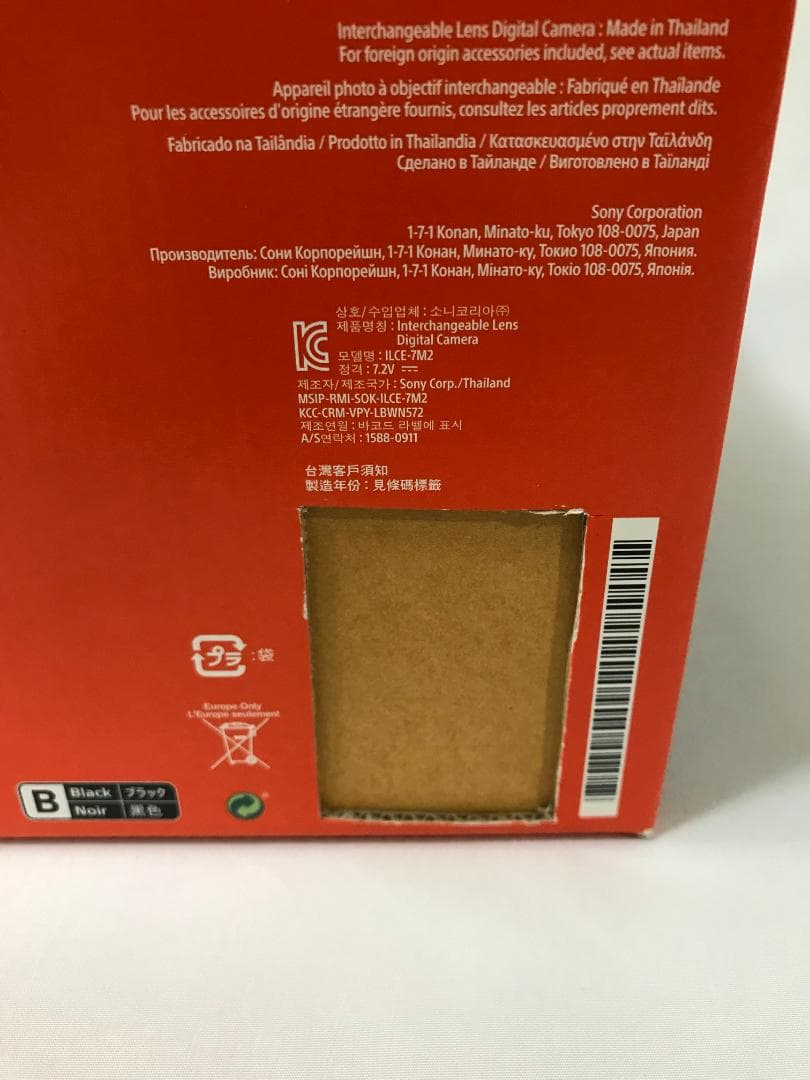 Interchangeable Lens Digital Camera : Made in Thailand
For foreign origin accessories included, see actual items.
Appareil photo à objectif interchangeable : Fabriqué en Thaïlande
Pour les accessoires d'origine étrangère fournis, consultez les articles proprement dits.
Fabricado na Tailândia / Prodotto in Thailandia / Κατασκευασμένο στην Ταϊλάνδη
Сделано в Тайланде / Виготовлено в Таїланді
Sony Corporation
1-7-1 Konan, Minato-ku, Tokyo 108-0075, Japan
Производитель: Сони Корпорейшн, 1-7-1 Конан, Минато-ку, Токио 108-0075, Япония.
Виробник: Соні Корпорейшн, 1-7-1 Конан, Мінато-ку, Токіо 108-0075, Японія.
상호/수입업체 : 소니코리아㈜
제품명칭 : Interchangeable Lens
Digital Camera
모델명 : ILCE-7M2
정격 : 7.2V ⎓
제조자/제조국가 : Sony Corp./Thailand
MSIP-RMI-SOK-ILCE-7M2
KCC-CRM-VPY-LBWN572
제조연월 : 바코드 라벨에 표시
A/S연락처 : 1588-0911
台灣客戶須知
製造年份 : 見條碼標籤
プラ : 袋
Europe Only
L'Europe seulement
B Black ブラック
Noir 黑色